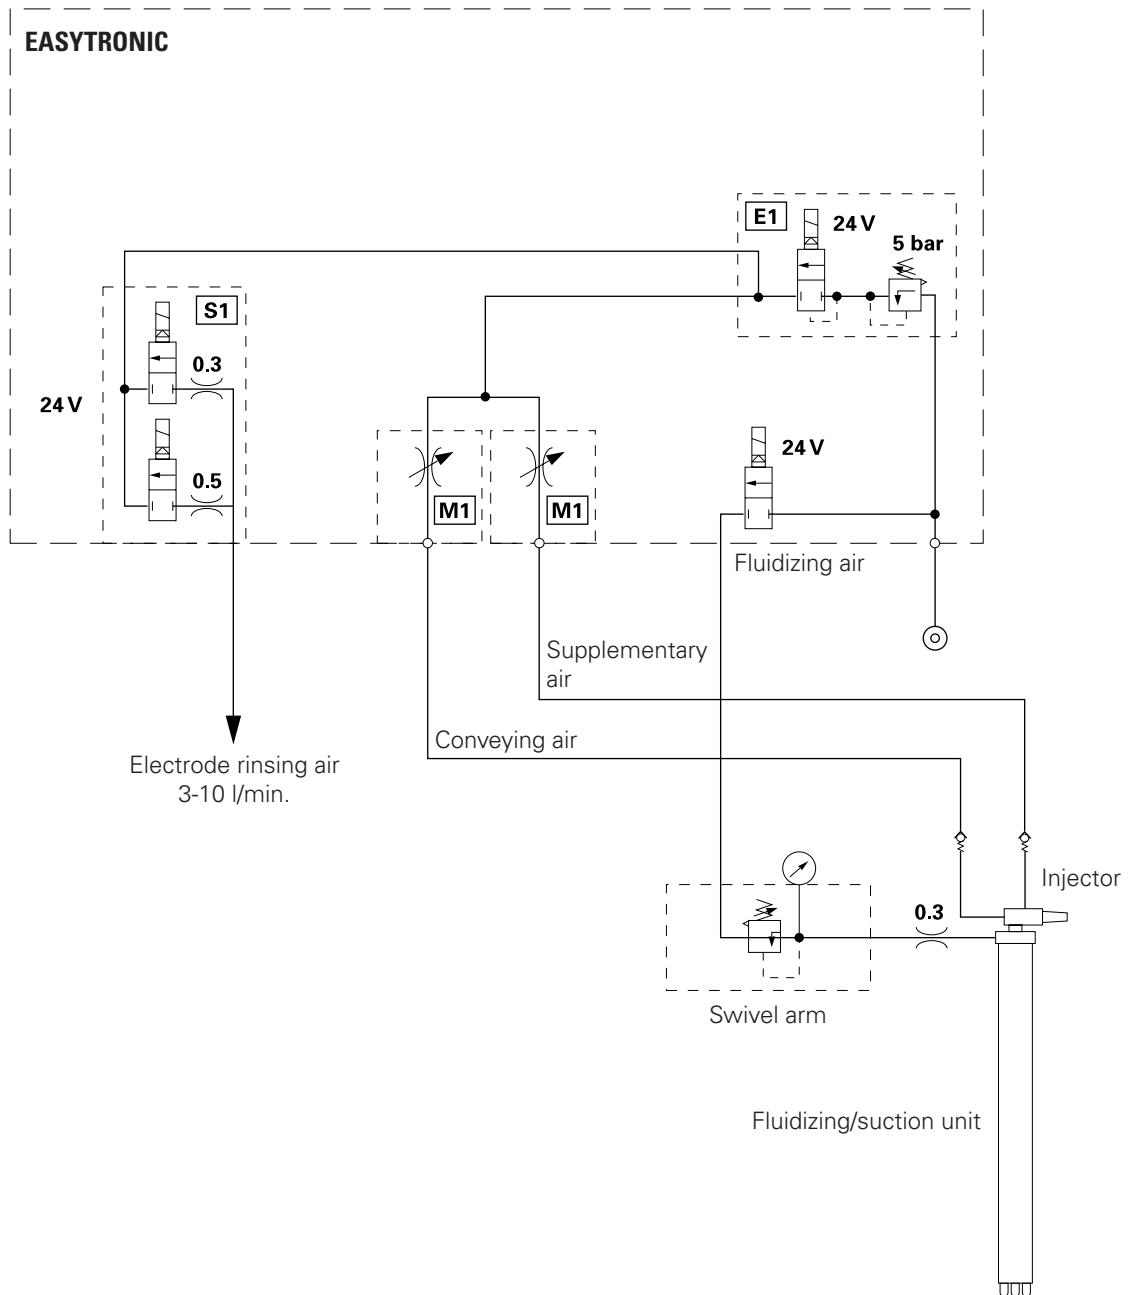 EASYTRONIC
E1
24 V
5 bar
S1
0.3
24 V
0.5
M1
M1
24 V
Fluidizing air
Supplementary
air
Conveying air
Electrode rinsing air
3-10 l/min.
Injector
0.3
Swivel arm
Fluidizing/suction unit